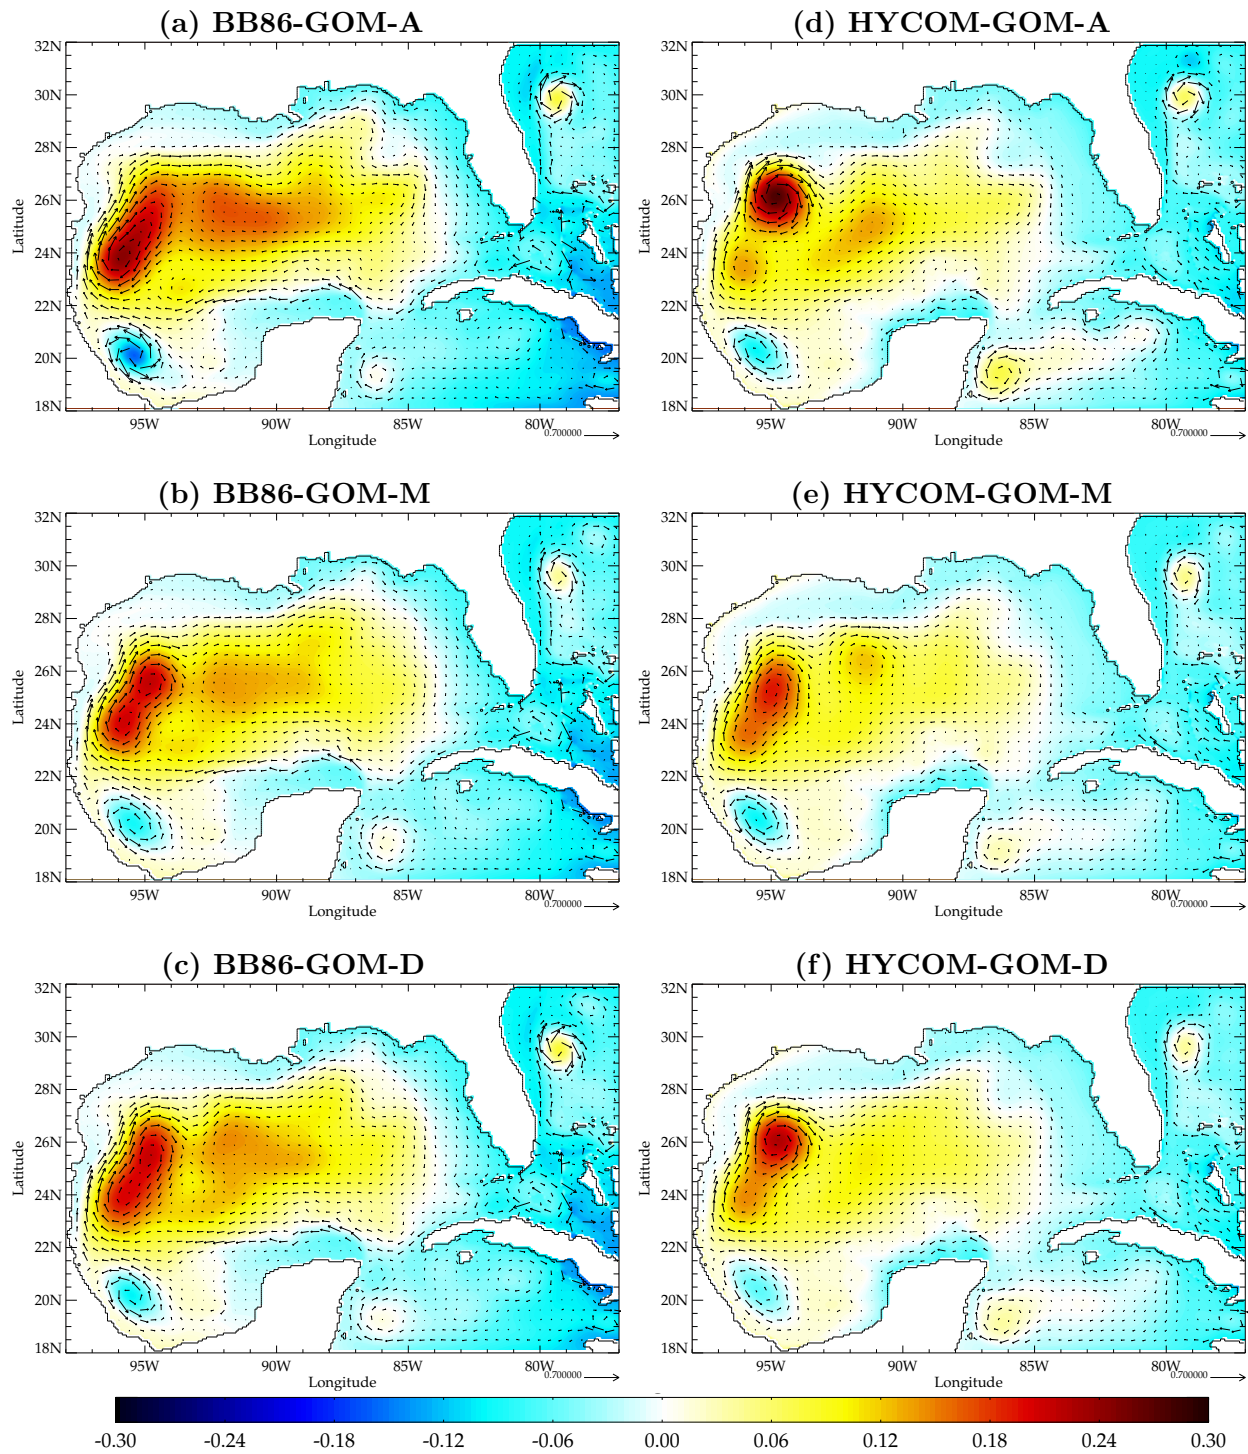 (a) BB86-GOM-A
32N
30N
28N
26N
24N
22N
20N
18N
Latitude
95W
90W
85W
80W
Longitude
0.700000
(d) HYCOM-GOM-A
32N
30N
28N
26N
24N
22N
20N
18N
Latitude
95W
90W
85W
80W
Longitude
0.700000
(b) BB86-GOM-M
32N
30N
28N
26N
24N
22N
20N
18N
Latitude
95W
90W
85W
80W
Longitude
0.700000
(e) HYCOM-GOM-M
32N
30N
28N
26N
24N
22N
20N
18N
Latitude
95W
90W
85W
80W
Longitude
0.700000
(c) BB86-GOM-D
32N
30N
28N
26N
24N
22N
20N
18N
Latitude
95W
90W
85W
80W
Longitude
0.700000
(f) HYCOM-GOM-D
32N
30N
28N
26N
24N
22N
20N
18N
Latitude
95W
90W
85W
80W
Longitude
0.700000
-0.30 -0.24 -0.18 -0.12 -0.06 0.00 0.06 0.12 0.18 0.24 0.30